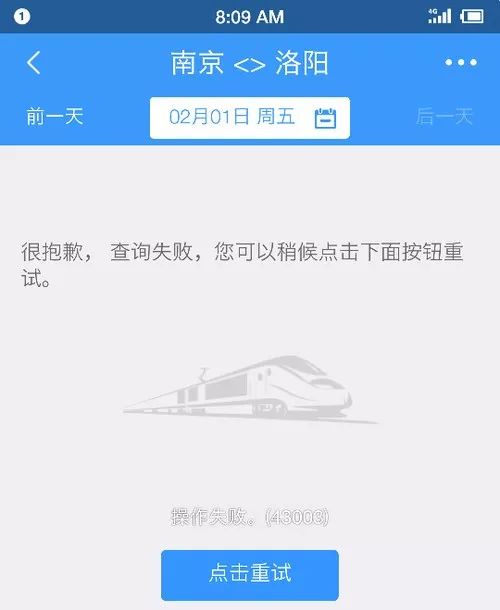 1
8:09 AM
4G
南京 <> 洛阳
前一天
02月01日 周五
后一天
很抱歉， 查询失败，您可以稍候点击下面按钮重
试。
操作失败。(43003)
点击重试